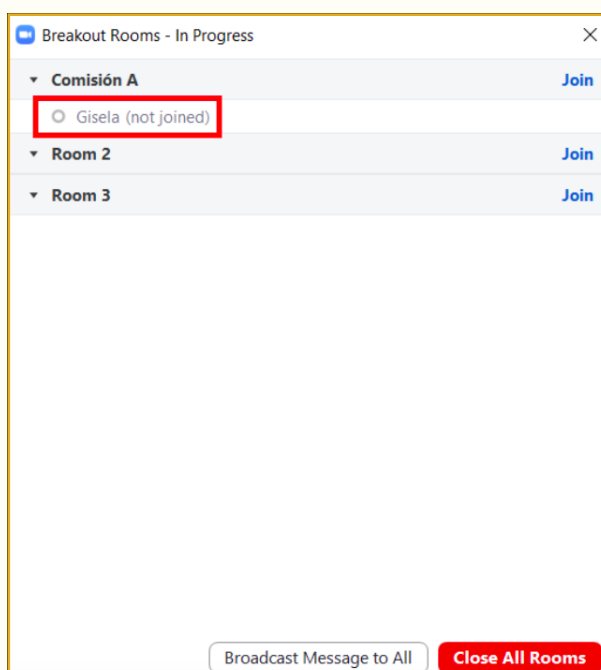 Breakout Rooms - In Progress
Comisión A Join
Gisela (not joined)
Room 2 Join
Room 3 Join
Broadcast Message to All Close All Rooms